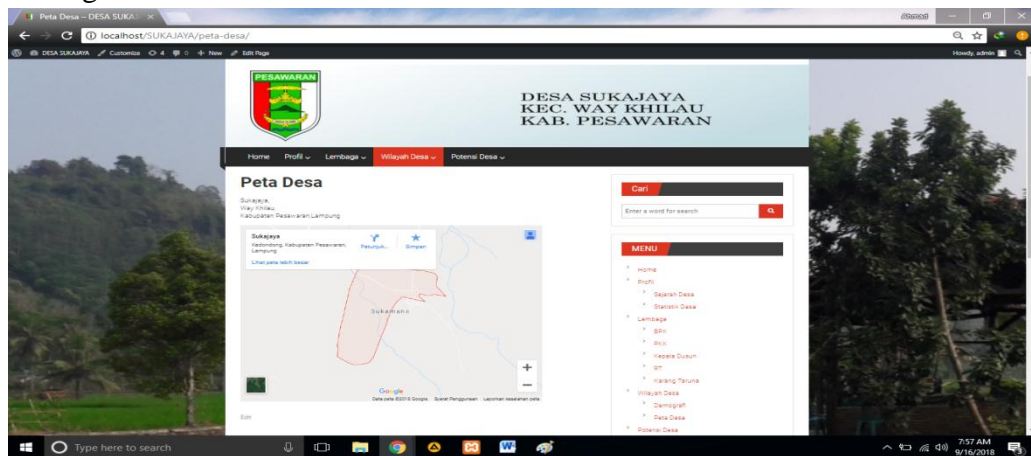 Peta Desa – DESA SUKAJ
Ahmad
localhost/SUKAJAYA/peta-desa/
DESA SUKAJAYA Customize 4 0 New Edit Page
Howdy, admin
PESAWARAN
DESA SUKAJAYA
KEC. WAY KHILAU
KAB. PESAWARAN
Home Profil Lembaga Wilayah Desa Potensi Desa
Peta Desa
Sukajaya,
Way Khilau
Kabupaten Pesawaran Lampung
Sukajaya
Kedondong, Kabupaten Pesawaran,
Lampung
Petunjuk...
Simpan
Lihat peta lebih besar
Sukamano
+
−
Google
Data peta ©2018 Google
Syarat Penggunaan
Laporkan kesalahan peta
Edit
Cari
Enter a word for search
MENU
Home
Profil
Sejarah Desa
Statistik Desa
Lembaga
PKK
Kepala Dusun
RT
Karang Taruna
Wilayah Desa
Demografi
Peta Desa
Potensi Desa
Type here to search
7:57 AM
9/16/2018